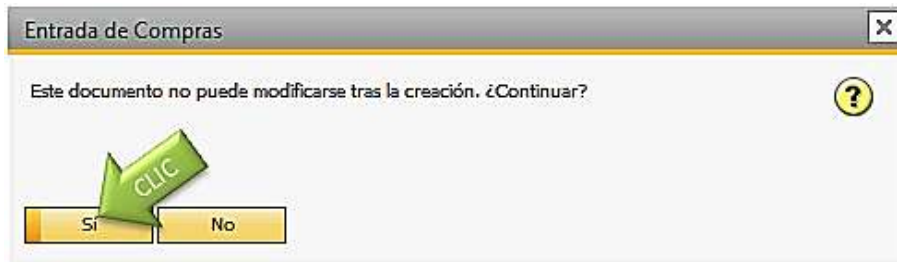 Entrada de Compras
Este documento no puede modificarse tras la creación. ¿Continuar?
CLIC
Sí No